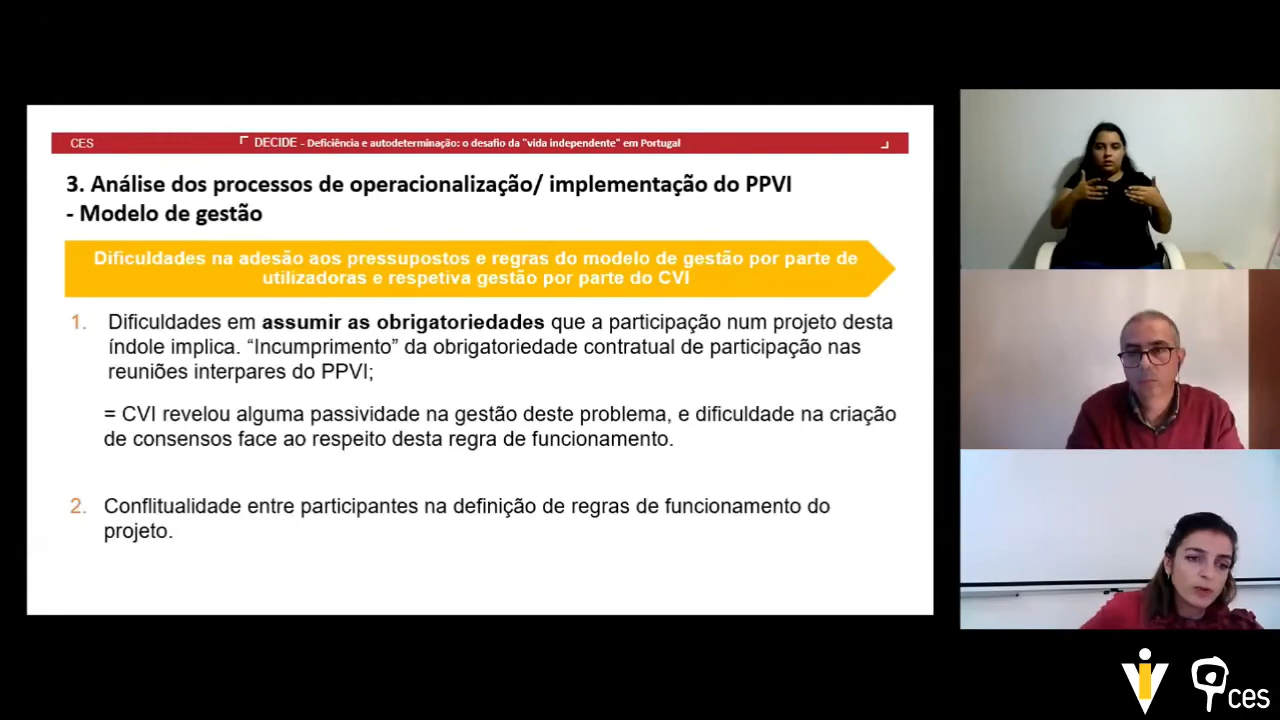 CES
DECIDE - Deficiência e autodeterminação: o desafio da "vida independente" em Portugal
3. Análise dos processos de operacionalização/ implementação do PPVI
- Modelo de gestão
Dificuldades na adesão aos pressupostos e regras do modelo de gestão por parte de
utilizadoras e respetiva gestão por parte do CVI
1. Dificuldades em assumir as obrigatoriedades que a participação num projeto desta
índole implica. “Incumprimento” da obrigatoriedade contratual de participação nas
reuniões interpares do PPVI;
= CVI revelou alguma passividade na gestão deste problema, e dificuldade na criação
de consensos face ao respeito desta regra de funcionamento.
2. Conflitualidade entre participantes na definição de regras de funcionamento do
projeto.
ces